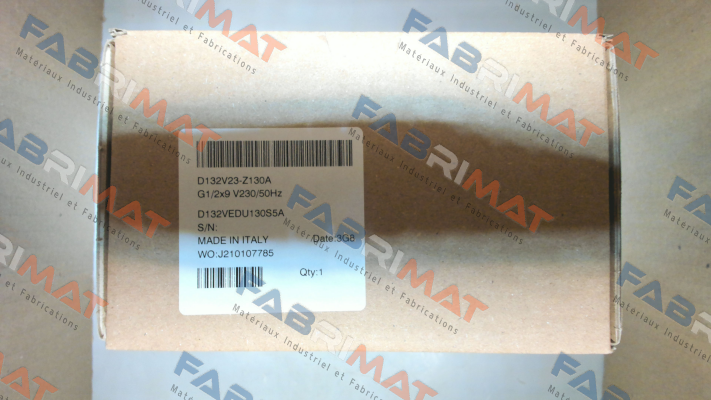 FABRIMAT
Matériaux Industriel et Fabrications
D132V23-Z130A
G1/2x9 V230/50Hz
D132VEDU130S5A
S/N:
MADE IN ITALY Date:3G8
WO:J210107785
Qty:1